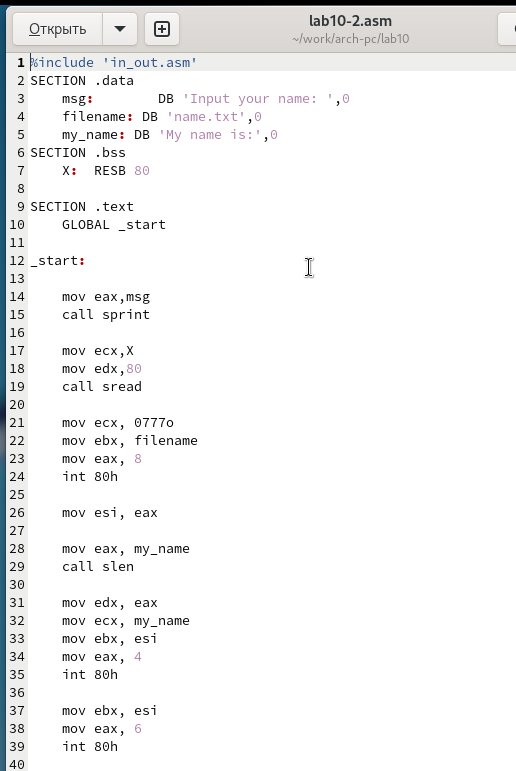 Открыть
lab10-2.asm
~/work/arch-pc/lab10
1 %include 'in_out.asm'
2 SECTION .data
3     msg:        DB 'Input your name: ',0
4     filename: DB 'name.txt',0
5     my_name: DB 'My name is:',0
6 SECTION .bss
7     X:  RESB 80
8
9 SECTION .text
10     GLOBAL _start
11
12 _start:
13
14     mov eax,msg
15     call sprint
16
17     mov ecx,X
18     mov edx,80
19     call sread
20
21     mov ecx, 0777o
22     mov ebx, filename
23     mov eax, 8
24     int 80h
25
26     mov esi, eax
27
28     mov eax, my_name
29     call slen
30
31     mov edx, eax
32     mov ecx, my_name
33     mov ebx, esi
34     mov eax, 4
35     int 80h
36
37     mov ebx, esi
38     mov eax, 6
39     int 80h
40